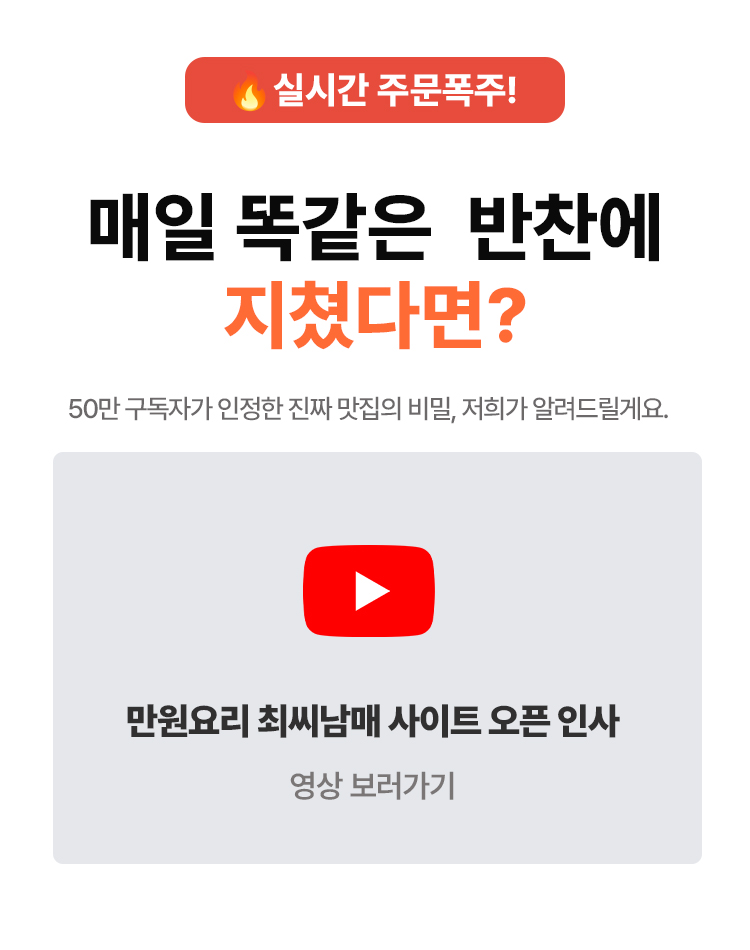 🔥실시간 주문폭주!
매일 똑같은 반찬에
지쳤다면?
50만 구독자가 인정한 진짜 맛집의 비밀, 저희가 알려드릴게요.
만원요리 최씨남매 사이트 오픈 인사
영상 보러가기